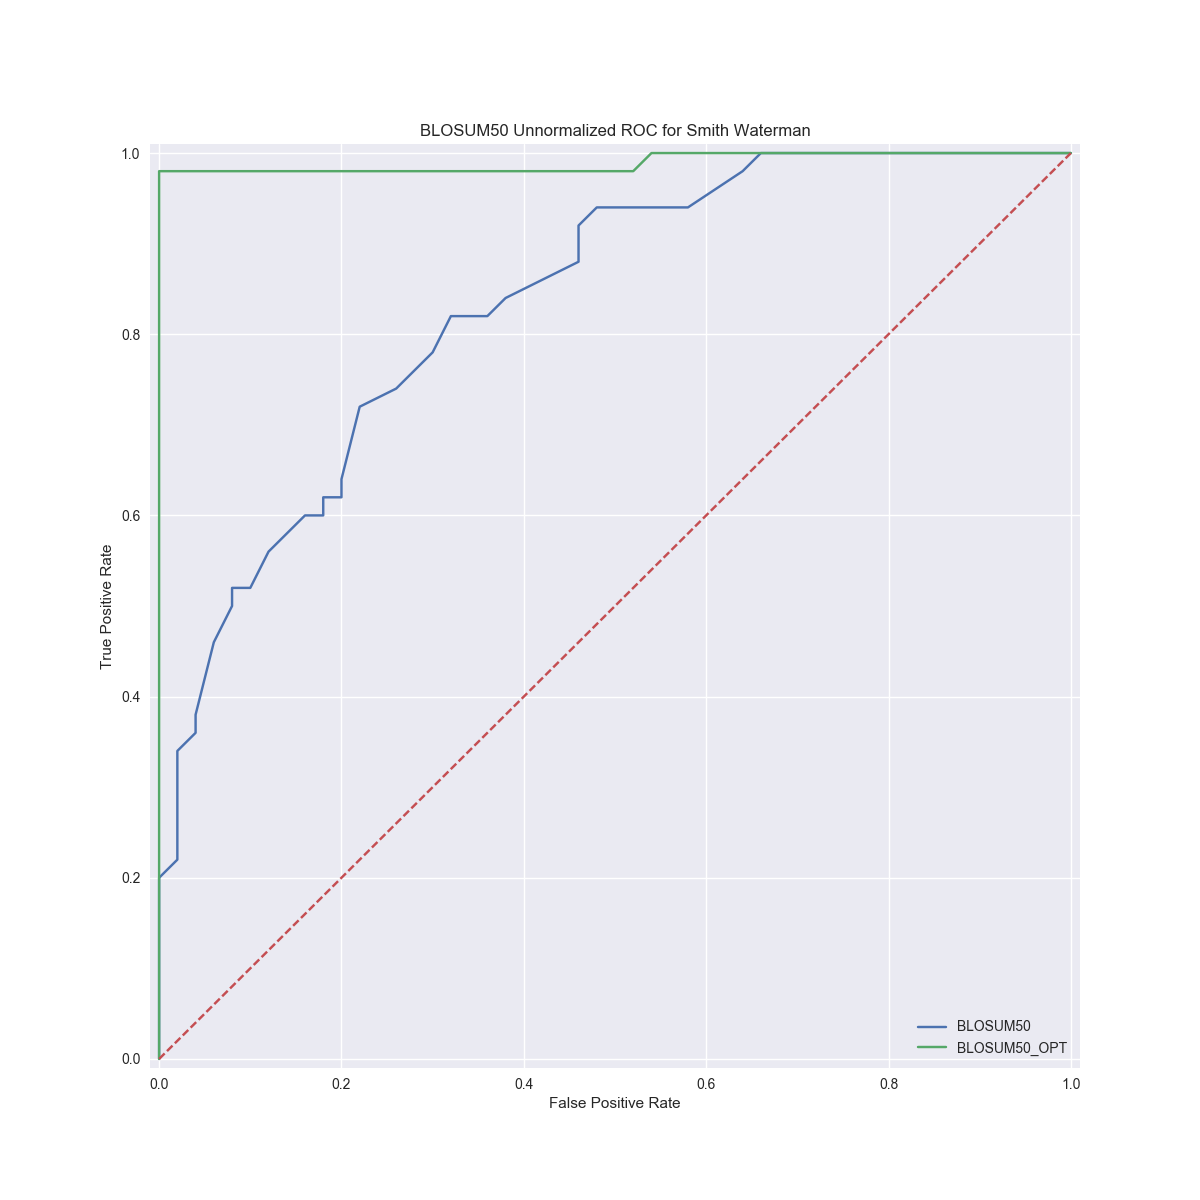 BLOSUM50 Unnormalized ROC for Smith Waterman
1.0
0.8
0.6
0.4
0.2
0.0
True Positive Rate
0.0 0.2 0.4 0.6 0.8 1.0
False Positive Rate
BLOSUM50
BLOSUM50_OPT